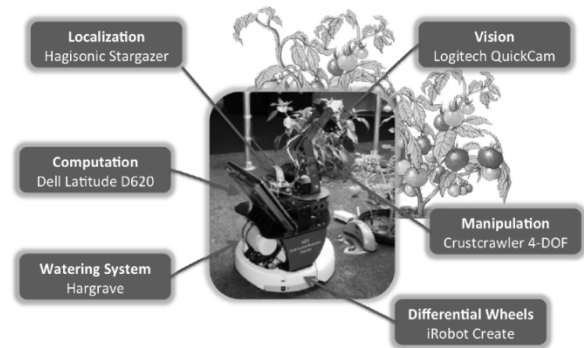 Localization
Hagisonic Stargazer
Vision
Logitech QuickCam
Computation
Dell Latitude D620
Manipulation
Crustcrawler 4-DOF
Watering System
Hargrave
Differential Wheels
iRobot Create